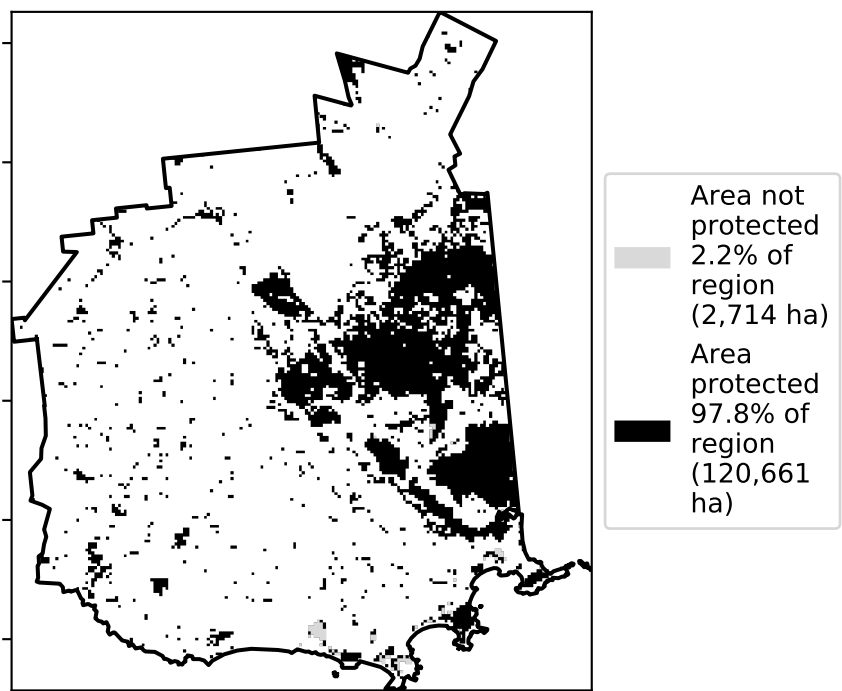 Area not
protected
2.2% of
region
(2,714 ha)
Area
protected
97.8% of
region
(120,661
ha)